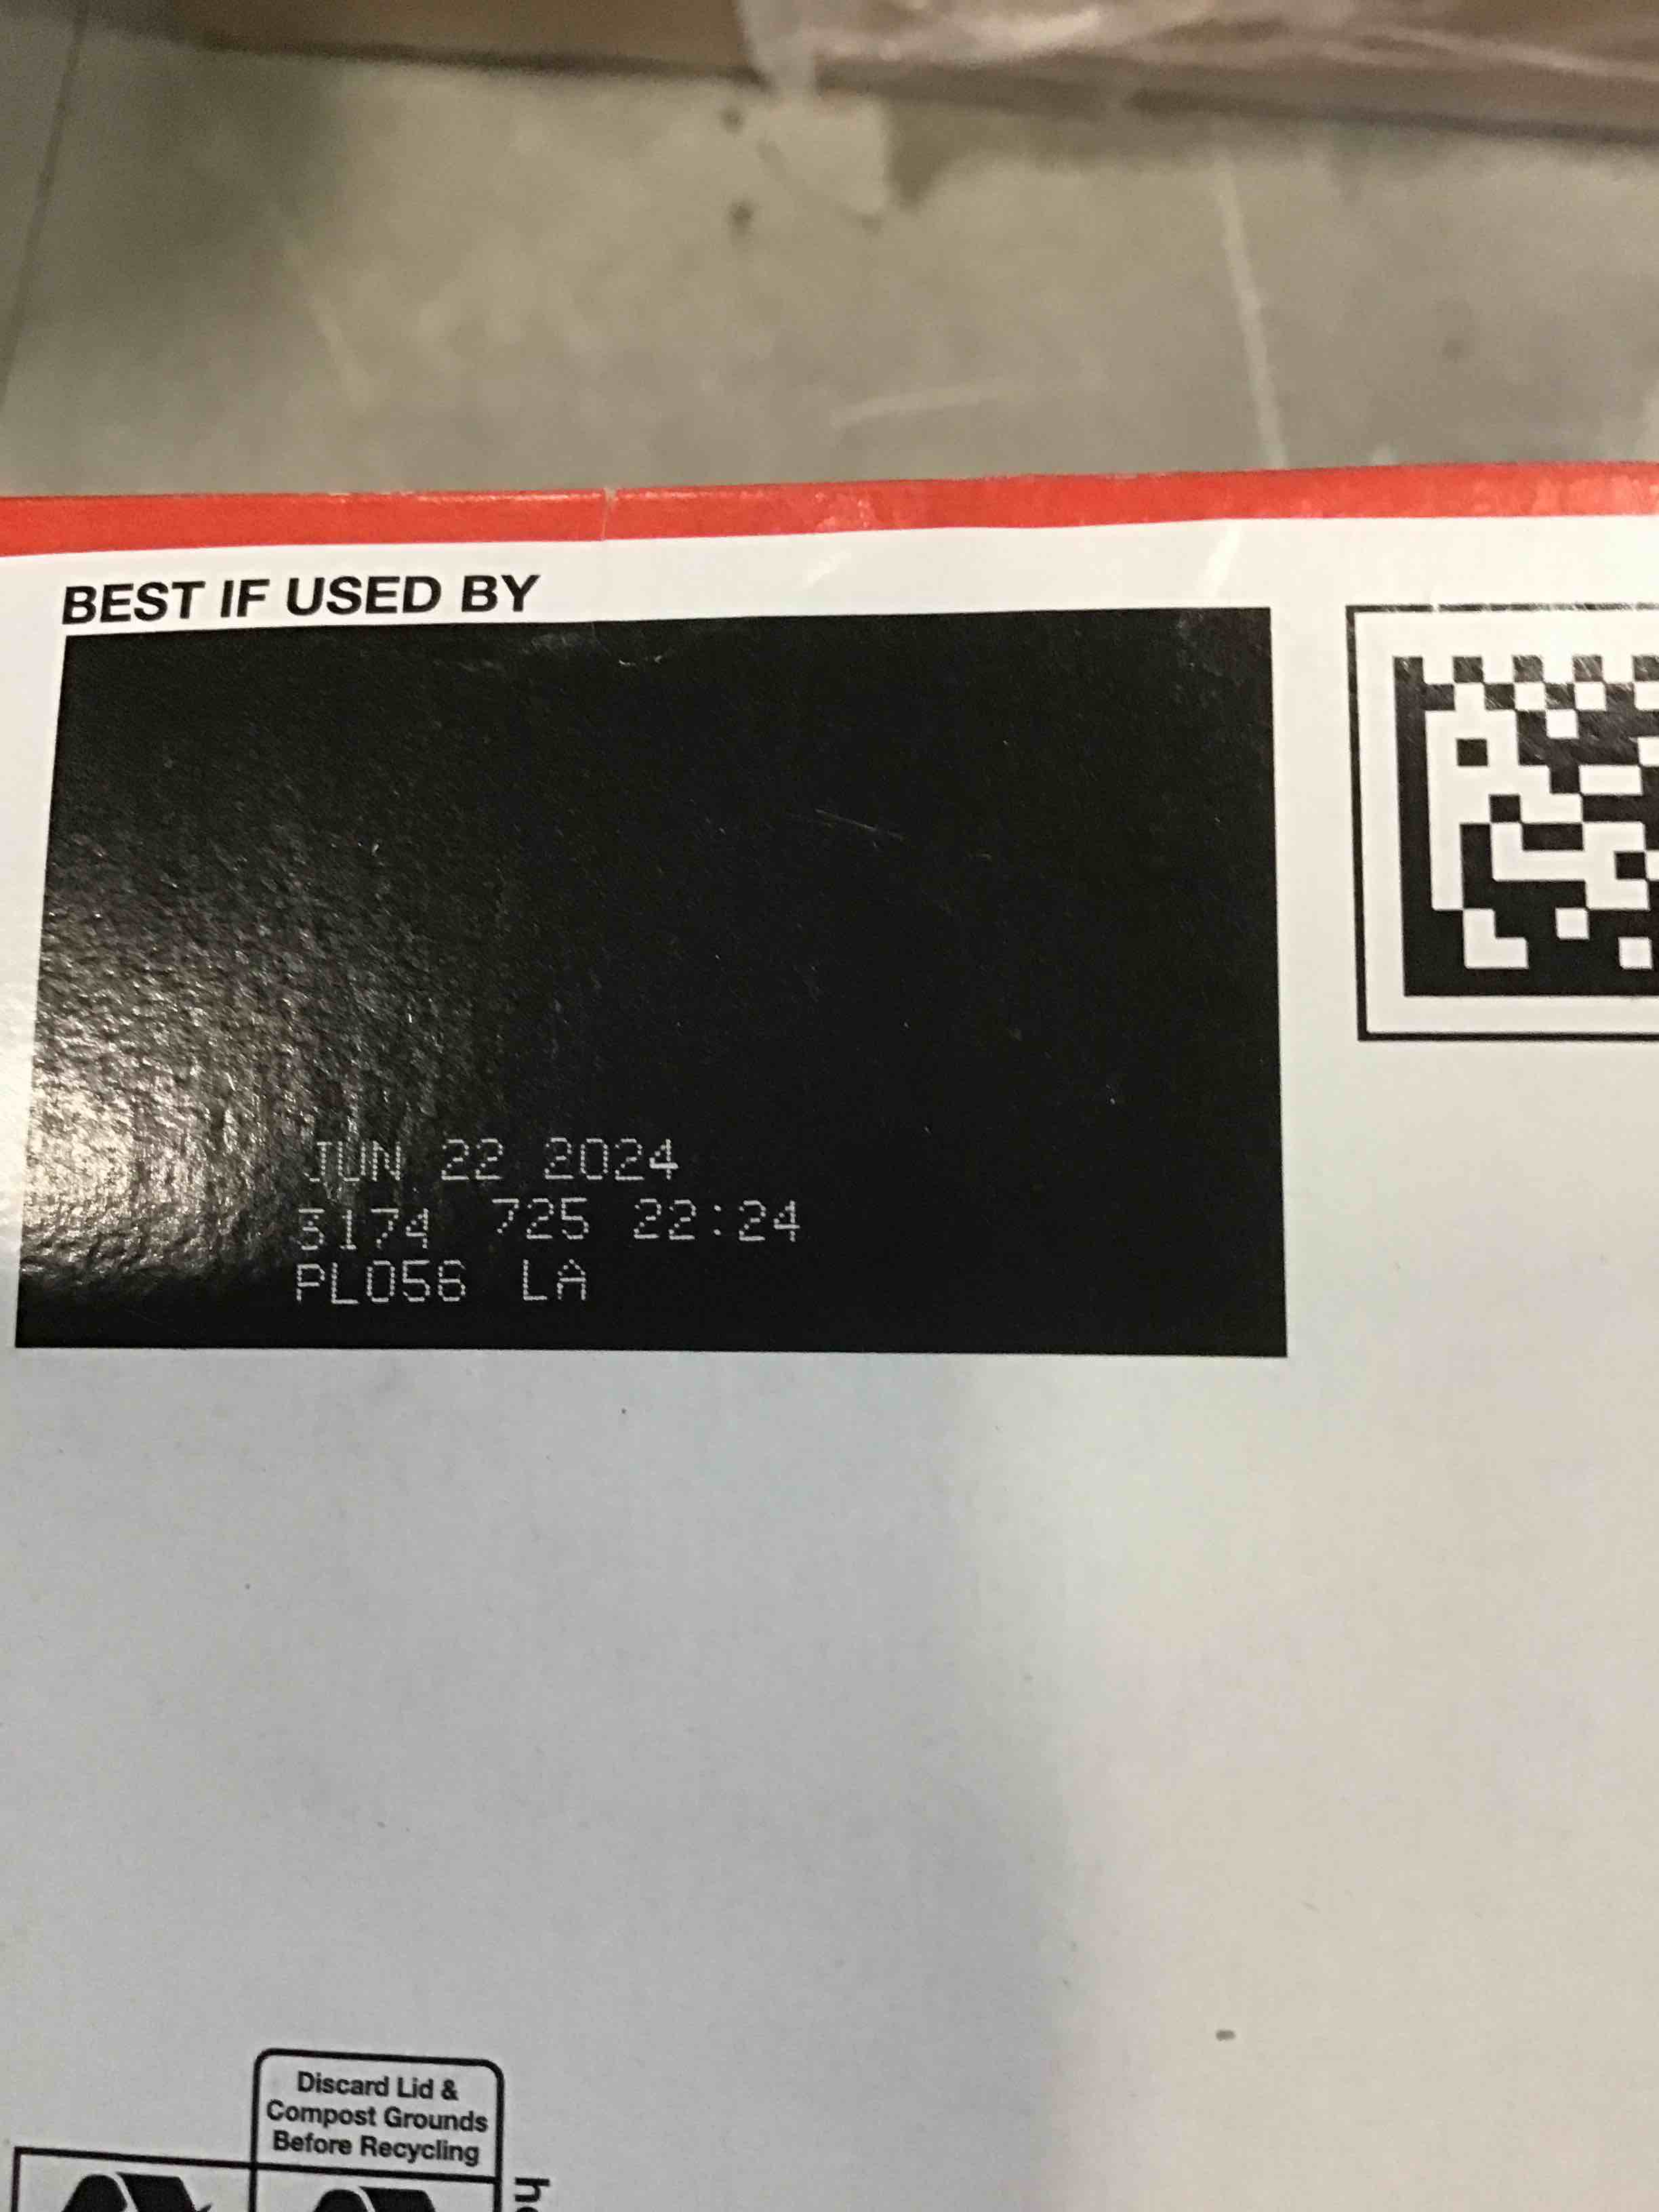 BEST IF USED BY
JUN 22 2024
3174 725 22:24
PL056 LA
Discard Lid &
Compost Grounds
Before Recycling